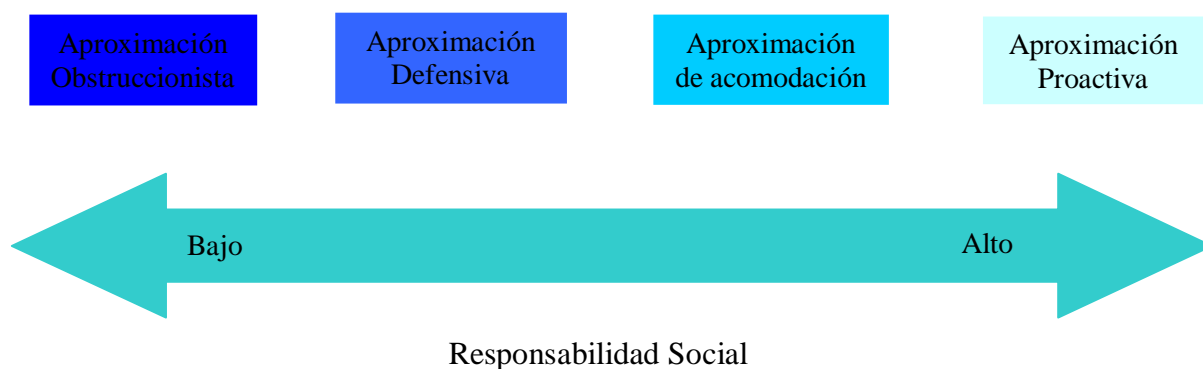 Aproximación
Obstruccionista
Aproximación
Defensiva
Aproximación
de acomodación
Aproximación
Proactiva
Bajo
Alto
Responsabilidad Social